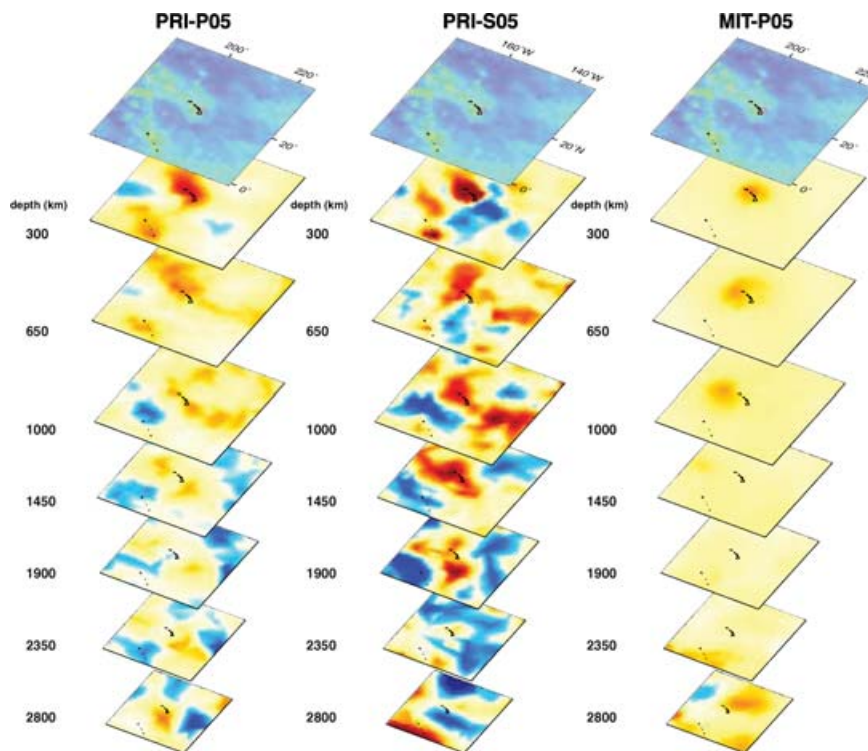 PRI-P05 PRI-S05 MIT-P05
200° 160°W 200°
220° 140°W
20° 20°N 20°
0° 0° 0°
depth (km) depth (km) depth (km)
300 300 300
650 650 650
1000 1000 1000
1450 1450 1450
1900 1900 1900
2350 2350 2350
2800 2800 2800